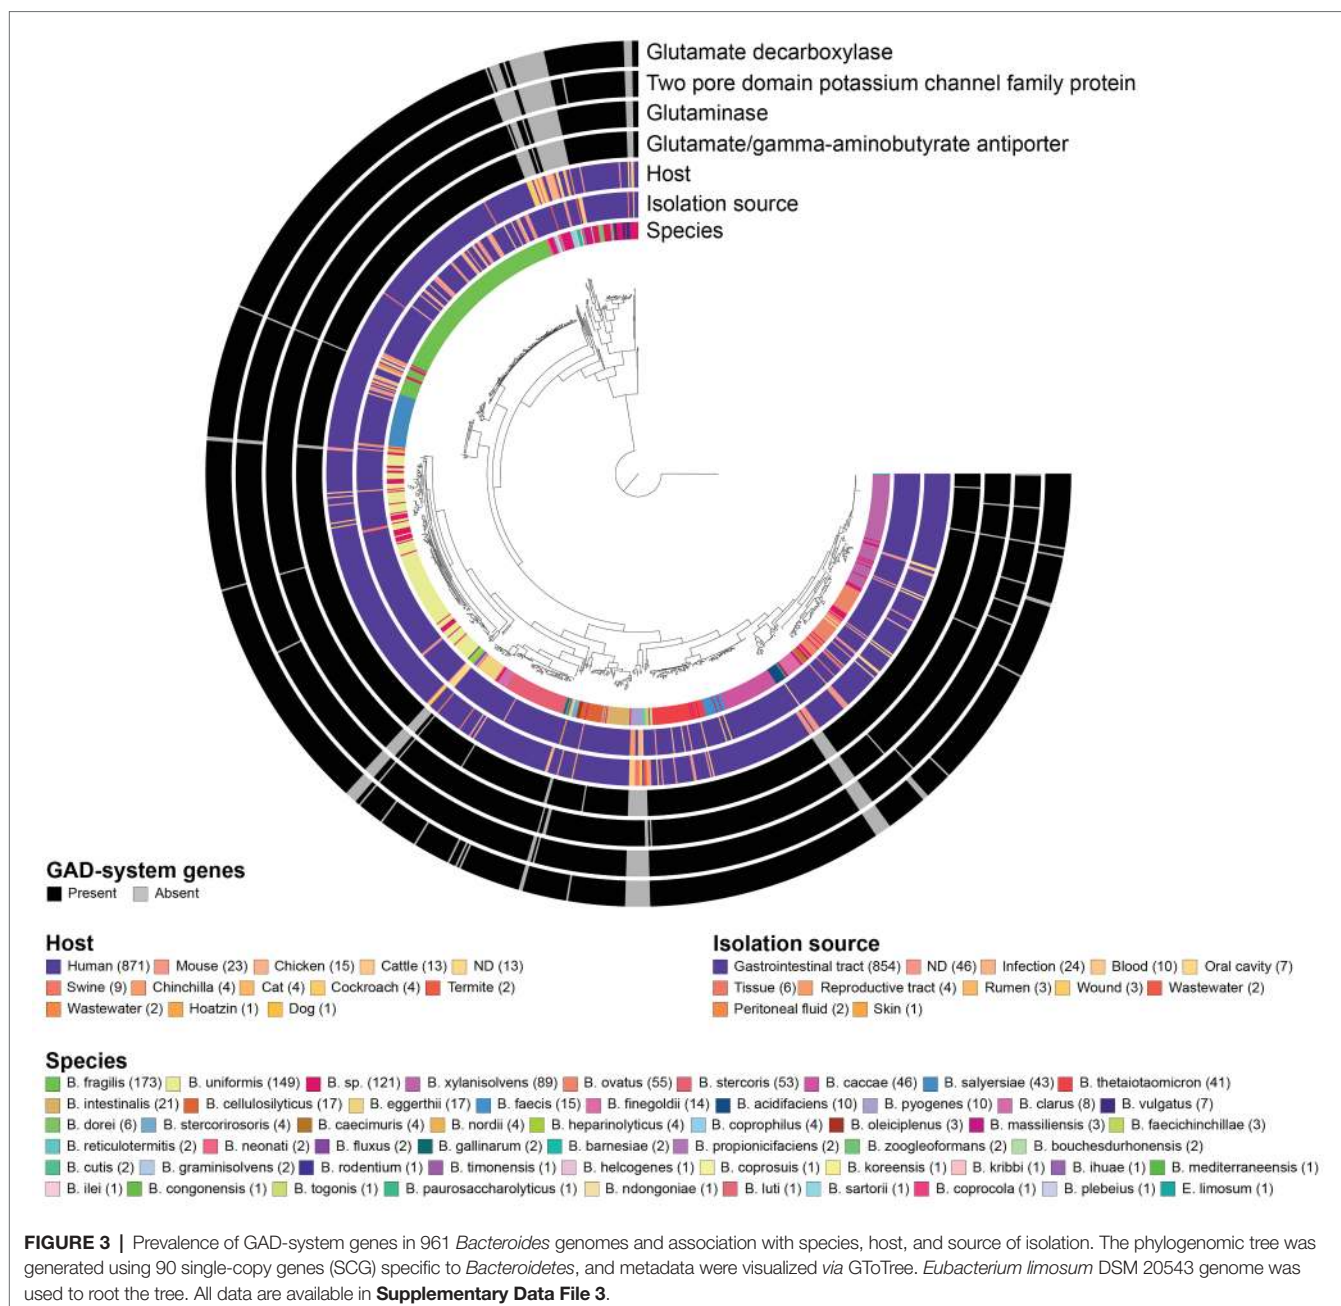 Glutamate decarboxylase
Two pore domain potassium channel family protein
Glutaminase
Glutamate/gamma-aminobutyrate antiporter
Host
Isolation source
Species
GAD-system genes
Present Absent
Host
Human (871) Mouse (23) Chicken (15) Cattle (13) ND (13)
Swine (9) Chinchilla (4) Cat (4) Cockroach (4) Termite (2)
Wastewater (2) Hoatzin (1) Dog (1)
Isolation source
Gastrointestinal tract (854) ND (46) Infection (24) Blood (10) Oral cavity (7)
Tissue (6) Reproductive tract (4) Rumen (3) Wound (3) Wastewater (2)
Peritoneal fluid (2) Skin (1)
Species
B. fragilis (173) B. uniformis (149) B. sp. (121) B. xylanisolvens (89) B. ovatus (55) B. stercoris (53) B. caccae (46) B. salyersiae (43) B. thetaiotaomicron (41)
B. intestinalis (21) B. cellulosilyticus (17) B. eggerthii (17) B. faecis (15) B. finegoldii (14) B. acidifaciens (10) B. pyogenes (10) B. clarus (8) B. vulgatus (7)
B. dorei (6) B. stercorirosoris (4) B. caecimuris (4) B. nordii (4) B. heparinolyticus (4) B. coprophilus (4) B. oleiciplenus (3) B. massiliensis (3) B. faecichinchillae (3)
B. reticulotermitis (2) B. neonati (2) B. fluxus (2) B. gallinarum (2) B. barnesiae (2) B. propionicifaciens (2) B. zoogleoformans (2) B. bouchesdurhonensis (2)
B. cutis (2) B. graminisolvens (2) B. rodentium (1) B. timonensis (1) B. helcogenes (1) B. coprosuis (1) B. koreensis (1) B. kribbi (1) B. ihuae (1) B. mediterraneensis (1)
B. ilei (1) B. congonensis (1) B. togonis (1) B. paurosaccharolyticus (1) B. ndongoniae (1) B. luti (1) B. sartorii (1) B. coprocola (1) B. plebeius (1) E. limosum (1)
FIGURE 3 | Prevalence of GAD-system genes in 961 Bacteroides genomes and association with species, host, and source of isolation. The phylogenomic tree was
generated using 90 single-copy genes (SCG) specific to Bacteroidetes, and metadata were visualized via GToTree. Eubacterium limosum DSM 20543 genome was
used to root the tree. All data are available in Supplementary Data File 3.